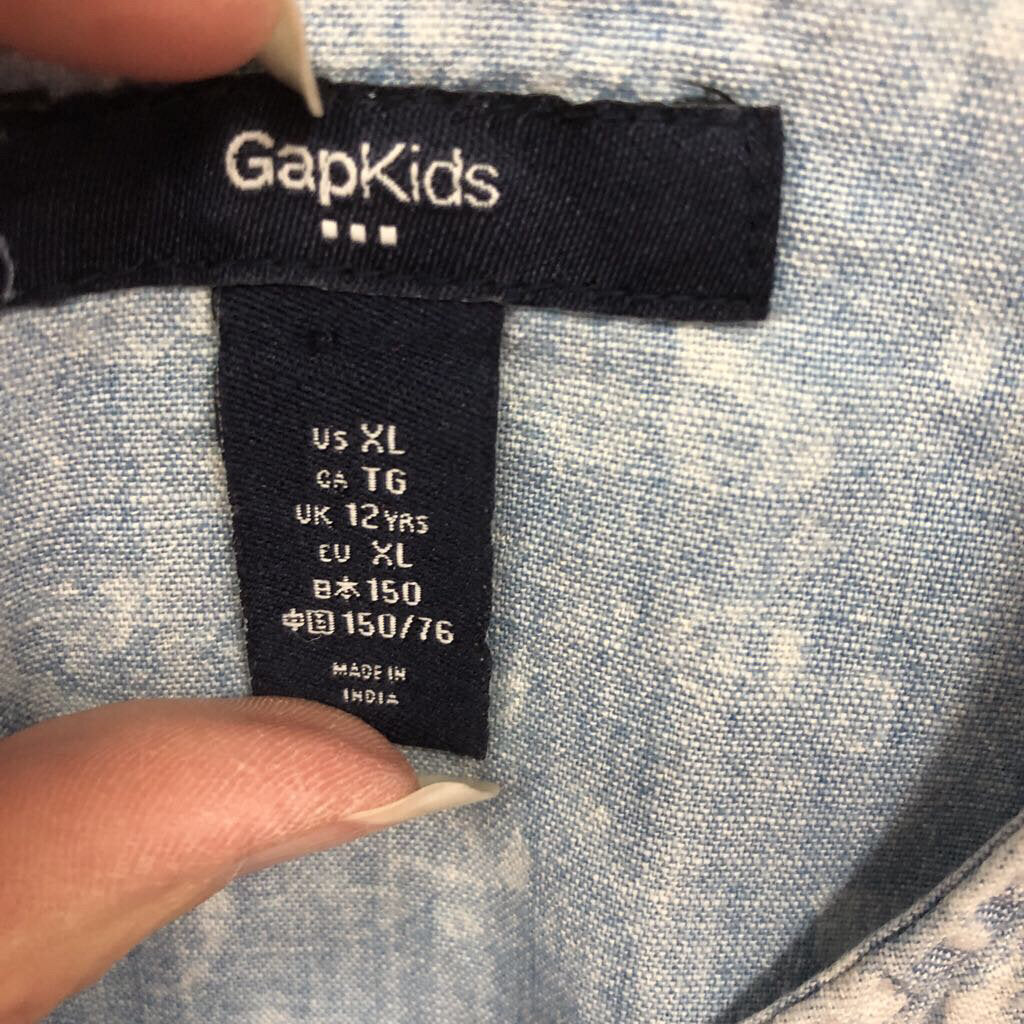 GapKids
US XL
CA TG
UK 12 YRS
EU XL
日本 150
中国 150/76
MADE IN
INDIA